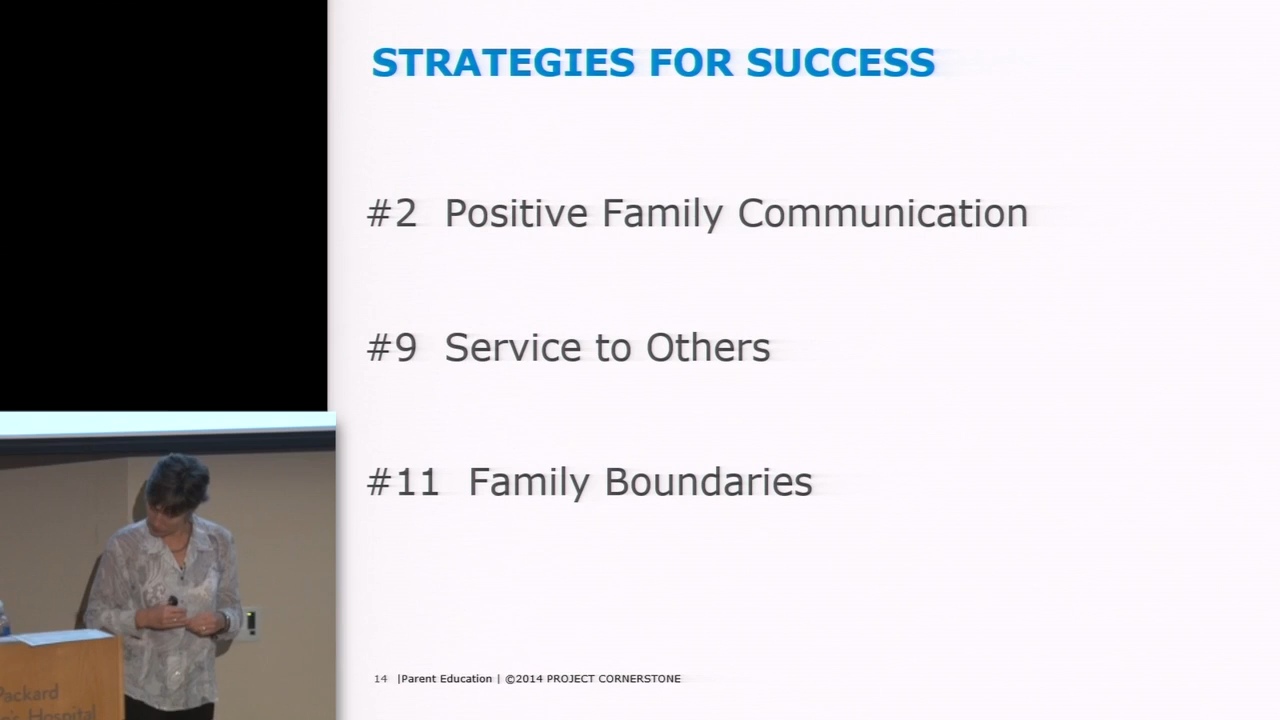 STRATEGIES FOR SUCCESS
#2 Positive Family Communication
#9 Service to Others
#11 Family Boundaries
14 |Parent Education | ©2014 PROJECT CORNERSTONE
Packard
Hospital